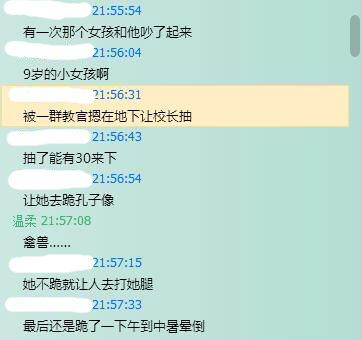 21:55:54
有一次那个女孩和他吵了起来
21:56:04
9岁的小女孩啊
21:56:31
被一群教官摁在地下让校长抽
21:56:43
抽了能有30来下
21:56:54
让她去跪孔子像
温柔 21:57:08
禽兽......
21:57:15
她不跪就让人去打她腿
21:57:33
最后还是跪了一下午到中暑晕倒